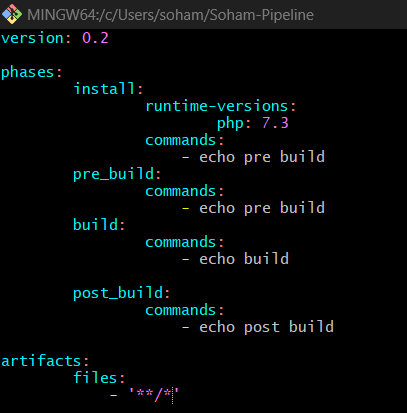 MINGW64:/c/Users/soham/Soham-Pipeline
version: 0.2
phases:
        install:
                runtime-versions:
                        php: 7.3
                commands:
                    - echo pre build
        pre_build:
                commands:
                    - echo pre build
        build:
                commands:
                    - echo build
        post_build:
                commands:
                    - echo post build
artifacts:
        files:
            - '**/*'